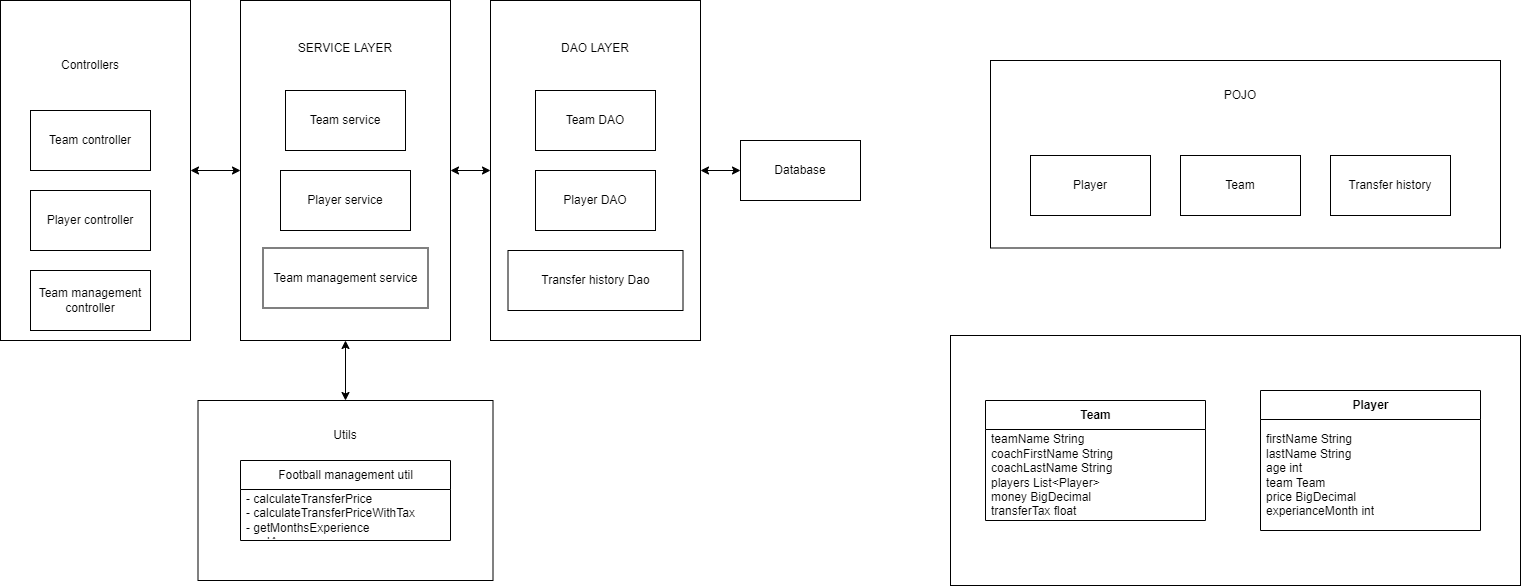 Controllers
Team controller
Player controller
Team management
controller
SERVICE LAYER
Team service
Player service
Team management service
DAO LAYER
Team DAO
Player DAO
Transfer history Dao
Database
Utils
Football management util
- calculateTransferPrice
- calculateTransferPriceWithTax
- getMonthsExperience
POJO
Player
Team
Transfer history
Team
teamName String
coachFirstName String
coachLastName String
players List<Player>
money BigDecimal
transferTax float
Player
firstName String
lastName String
age int
team Team
price BigDecimal
experianceMonth int